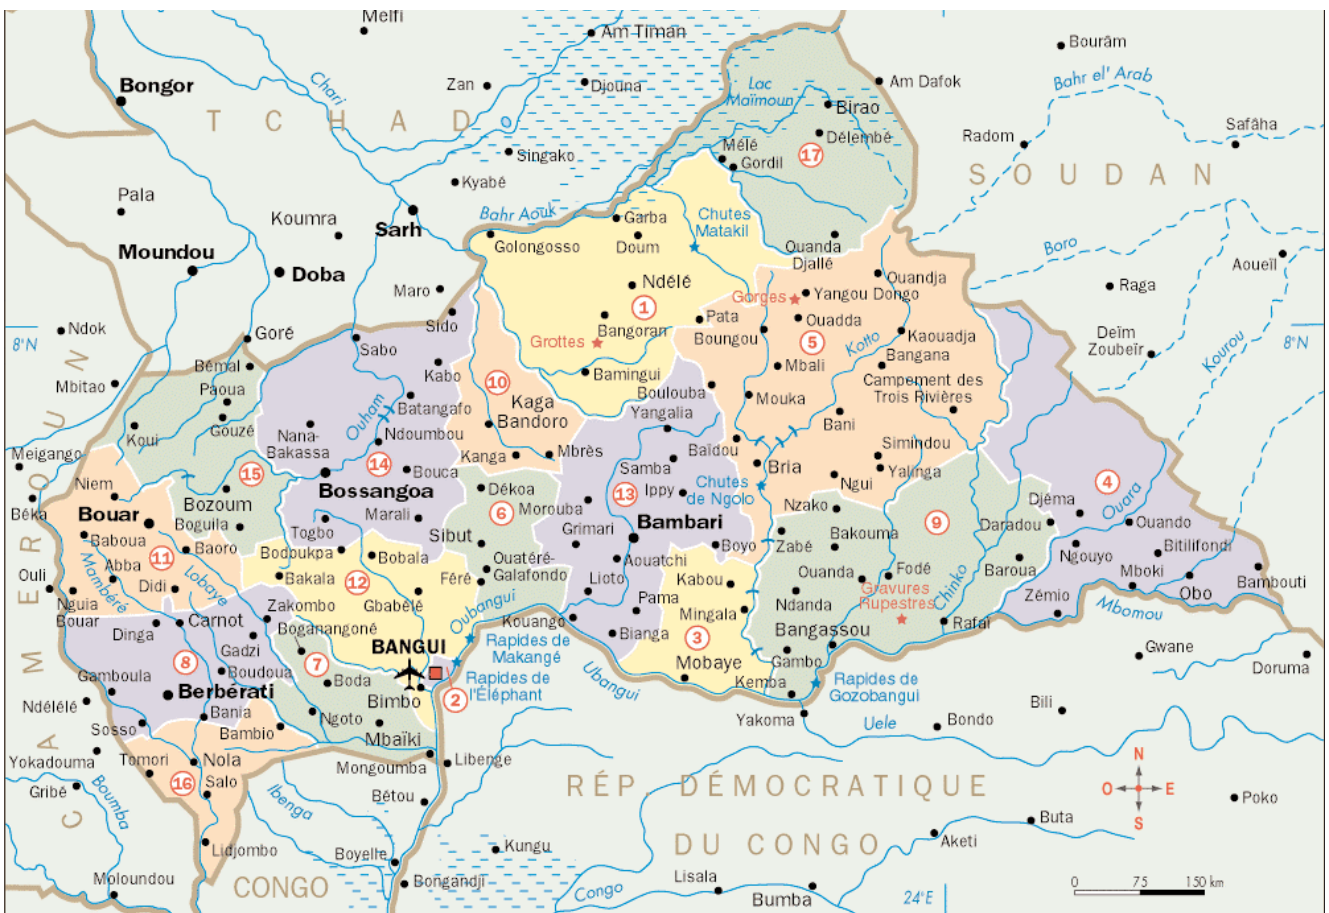 Melfi
Am Timan
Bourâm
Bongor
Chari
Zan
Djouna
Lac
Maïmoun
Am Dafok
Birao
Bahr el' Arab
TCHAD
Délembé
Radom
Safâha
Singako
Mélé
Gordil
17
SOUDAN
Kyabé
Pala
Koumra
Sarh
Bahr Aouk
Garba
Chutes
Matakil
Golongosso
Doum
Ouanda
Djallé
Boro
Aoueïl
Moundou
Doba
Maro
Ndélé
Ouandja
Raga
Gorges
Yangou Dongo
1
Sido
Bangoran
Pata
Ouadda
Ndok
Goré
8°N
Sabo
Grottes
Boungou
5
Kotto
Kaouadja
Deïm
Zoubeïr
Kourou
8°N
Bangana
Mbali
Bémal
Kabo
Bamingui
Mbitao
Paoua
10
Boulouba
Campement des
Trois Rivières
Batangafo
Kaga
Bandoro
Yangalia
Mouka
Gouzé
Ouham
Bani
Koui
Nana-
Bakassa
Ndoumbou
Baïdou
Simindou
Meigango
14
Kanga
Mbrès
Samba
Bria
Yalinga
Niem
15
Bouca
Bossangoa
Ippy
Chutes
de Ngolo
Ngui
4
Béka
Bozoum
Dékoa
13
Morouba
Nzako
Djéma
Ouara
Bouar
Boguila
Marali
6
Bambari
9
Daradou
Ouando
Baboua
Togbo
Sibut
Grimari
Bakouma
Baoro
Bodbukpa
Bobala
Boyo
Zabé
Ngouyo
Bitilifondi
11
Abba
Ouatéré-
Galafondo
Aouatchi
Ouli
Mambéré
Didi
Lobaye
Bakala
12
Féré
Lioto
Kabou
Ouanda
Fodé
Baroua
Mboki
Bambouti
Nguia
Bouar
Zakombo
Gbabélé
Oubangui
Pama
Mingala
Ndanda
Gravures
Rupestres
Chinko
Zémio
Obo
Mbomou
CAMEROUN
Dinga
Carnot
Boganangoné
Kouango
Bianga
3
Bangassou
Rafaï
Gadzi
BANGUI
Rapides de
Makangé
Gwane
8
7
Ubangui
Mobaye
Gambo
Doruma
Gamboula
Boudoua
Boda
Rapides de
l'Éléphant
Kemba
Rapides de
Gozobangui
Berbérati
Bimbo
2
Ndélélé
Bania
Ngoto
Yakoma
Uele
Bondo
Bili
Sosso
Bambio
Mbaïki
Yokadouma
Tomori
Nola
Mongoumba
Libenge
N
O
E
S
Gribé
16
Salo
RÉP. DÉMOCRATIQUE
DU CONGO
Boumba
Ibenga
Bétou
Poko
Buta
Aketi
Lidjombo
Boyelle
Kungu
Moloundou
CONGO
Bongandji
Congo
Lisala
Bumba
24°E
0
75
150 km